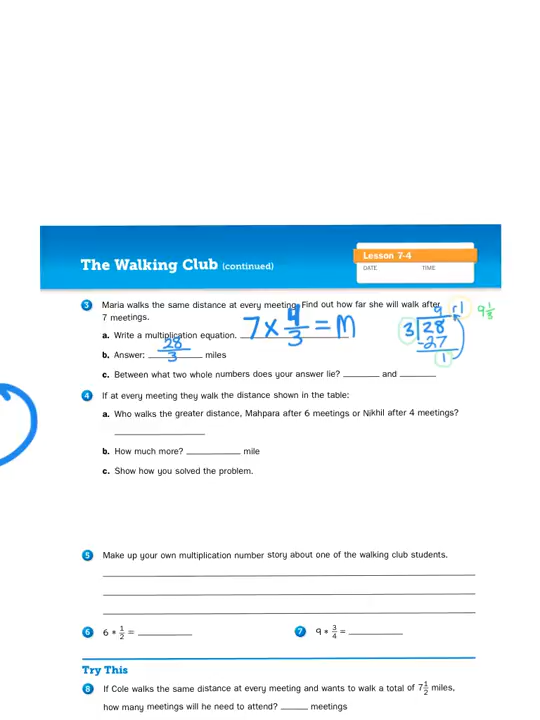 The Walking Club (continued)
Lesson 7-4
DATE TIME
3 Maria walks the same distance at every meeting. Find out how far she will walk after
7 meetings.
a. Write a multiplication equation. 7 × 4/3 = M
b. Answer: 28/3 miles
c. Between what two whole numbers does your answer lie? ______ and ______
9 r1 9 1/3
3 28
-27
1
4 If at every meeting they walk the distance shown in the table:
a. Who walks the greater distance, Mahpara after 6 meetings or Nikhil after 4 meetings?
b. How much more? ______ mile
c. Show how you solved the problem.
5 Make up your own multiplication number story about one of the walking club students.
6 6 * 1/2 = ______ 7 9 * 3/4 = ______
Try This
8 If Cole walks the same distance at every meeting and wants to walk a total of 7 1/2 miles,
how many meetings will he need to attend? ______ meetings